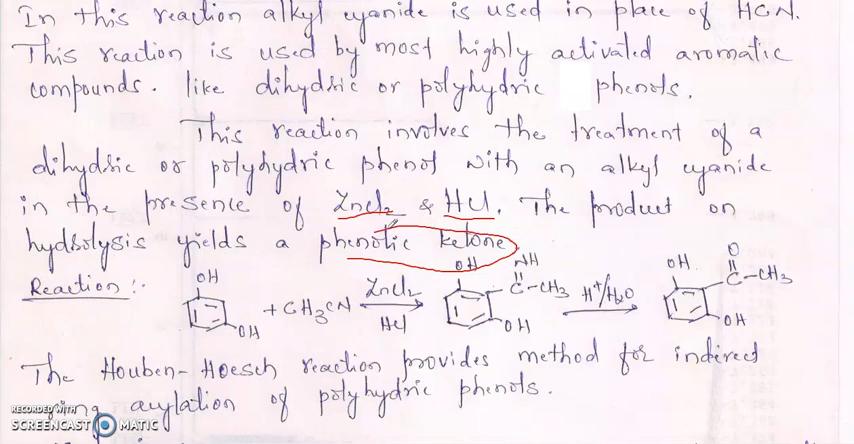 In this reaction alkyl cyanide is used in place of HCN.
This reaction is used by most highly activated aromatic
compounds. like dihydric or polyhydric phenols.
This reaction involves the treatment of a
dihydric or polyhydric phenol with an alkyl cyanide
in the presence of ZnCl2 & HCl. The product on
hydsolysis yields a phenolic ketone
Reaction :-
OH
OH
+ CH3CN
ZnCl2
HCl
OH
NH
C-CH3
OH
H+/H2O
OH
O
C-CH3
OH
The Houben-Hoesch reaction provides method for indirect
acylation of polyhydric phenols.
RECORDED WITH
SCREENCAST MATIC